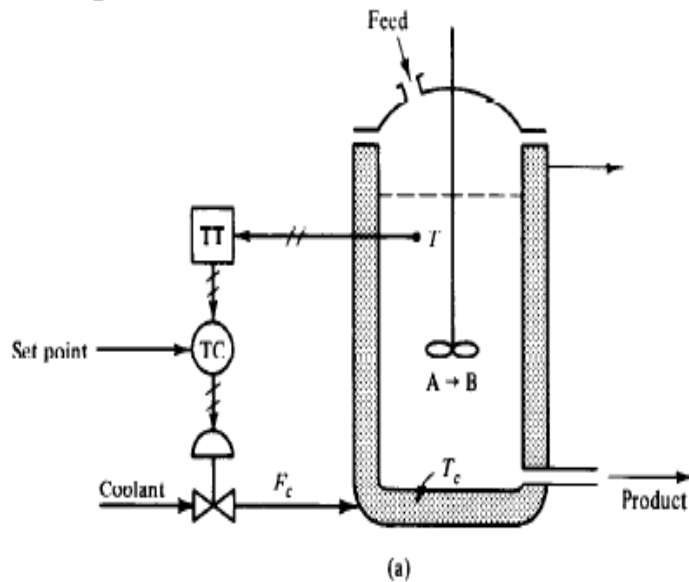 Feed
TT
T
Set point
TC
A → B
Coolant
F_c
T_c
Product
(a)